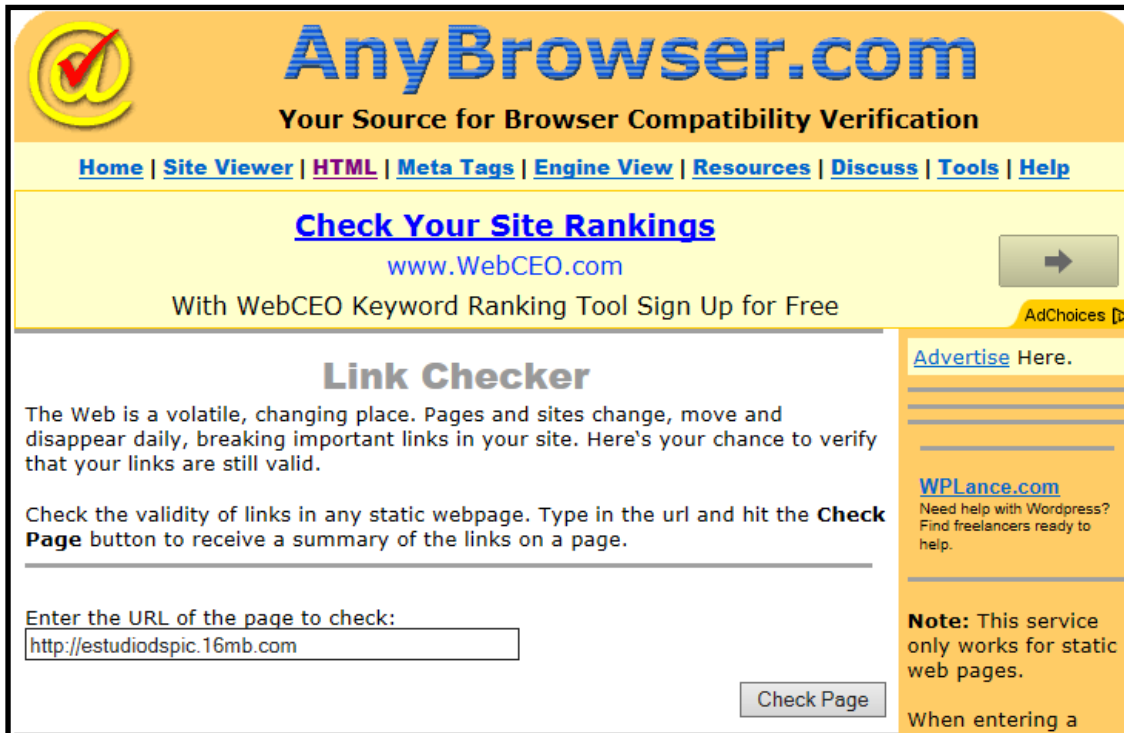 AnyBrowser.com
Your Source for Browser Compatibility Verification
Home | Site Viewer | HTML | Meta Tags | Engine View | Resources | Discuss | Tools | Help
Check Your Site Rankings
www.WebCEO.com
With WebCEO Keyword Ranking Tool Sign Up for Free
AdChoices
Link Checker
The Web is a volatile, changing place. Pages and sites change, move and
disappear daily, breaking important links in your site. Here's your chance to verify
that your links are still valid.
Check the validity of links in any static webpage. Type in the url and hit the Check
Page button to receive a summary of the links on a page.
Enter the URL of the page to check:
http://estudiodspic.16mb.com
Check Page
Advertise Here.
WPLance.com
Need help with Wordpress?
Find freelancers ready to
help.
Note: This service
only works for static
web pages.
When entering a